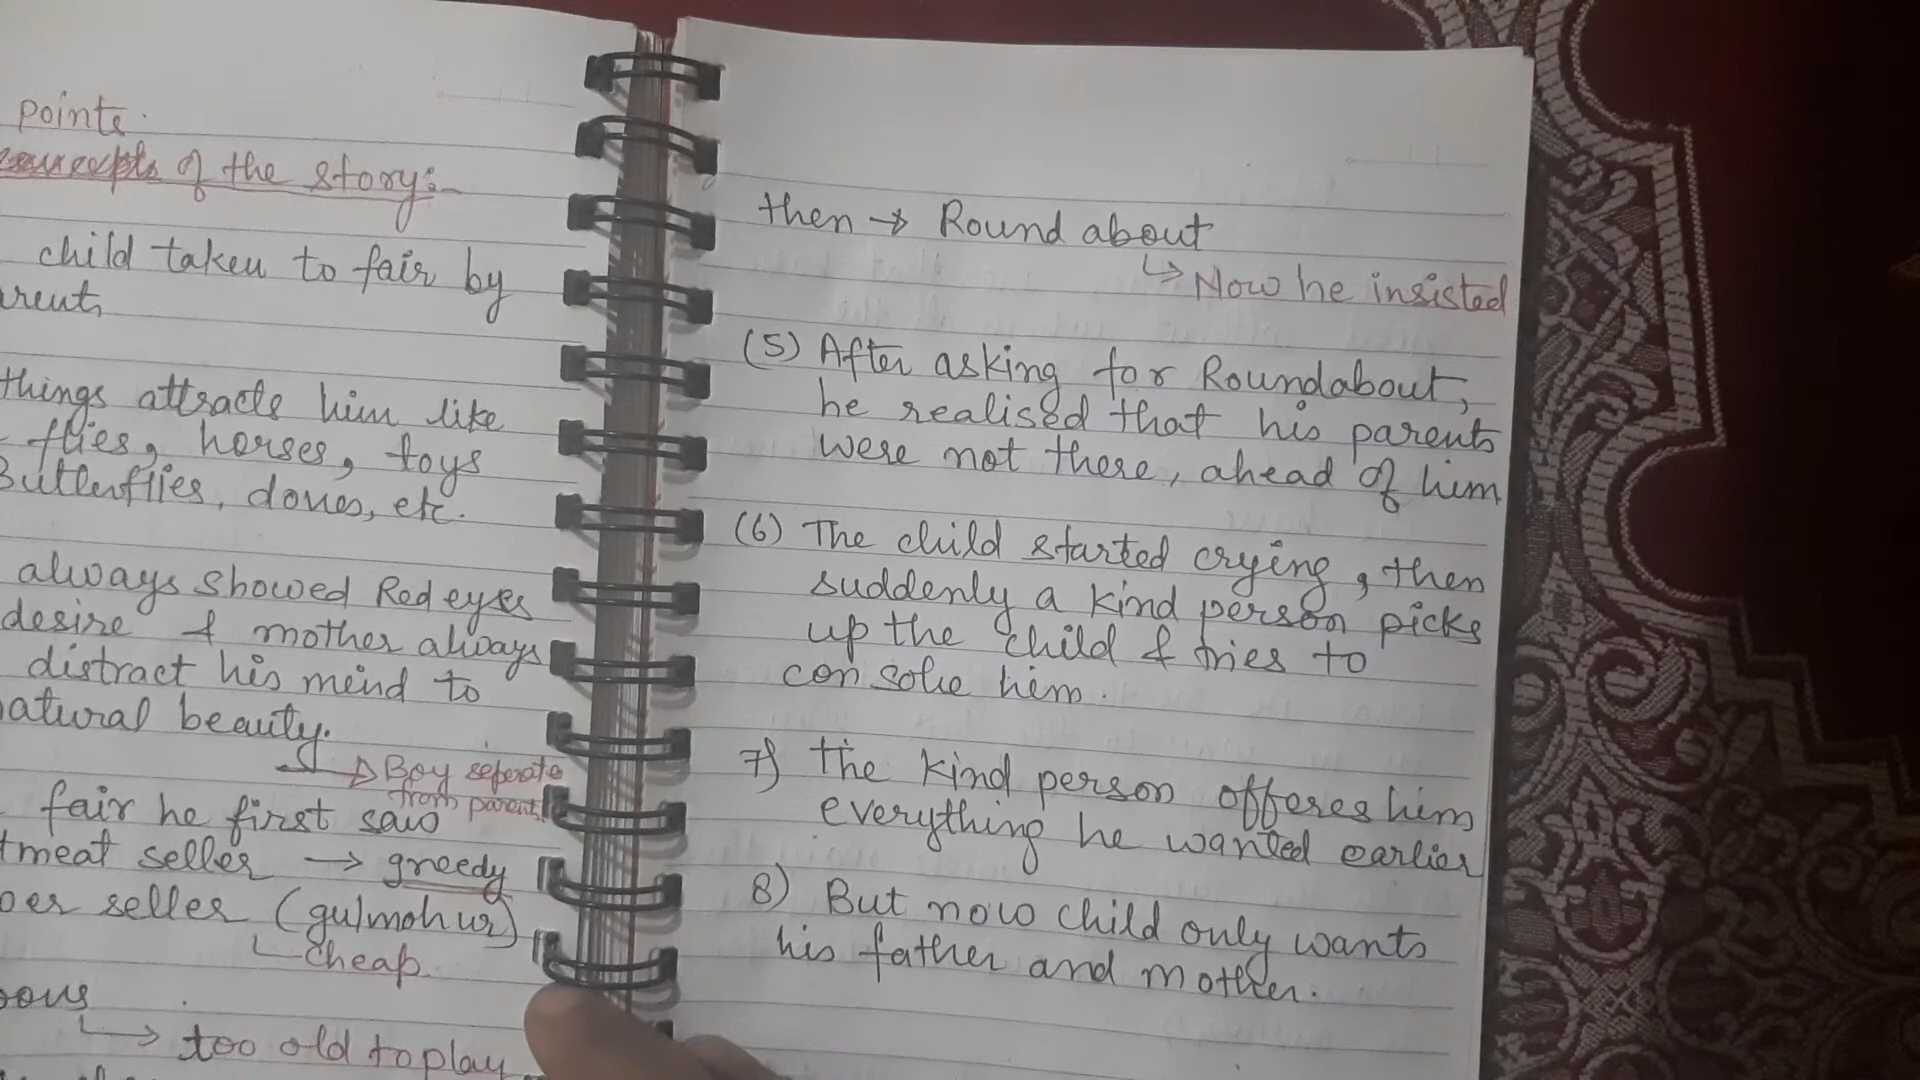 points.
of the story:-
child taken to fair by
things attracts him like
flies, horses, toys
Butterflies, doves, etc.
always showed Red eyes
desire & mother always
distract his meind to
natural beauty.
→ Boy seperate
from parents
fair he first saw
tmeat seller → greedy
seller (gulmohur)
cheap
→ too old to play
then → Round about
→ Now he insisted
(5) After asking for Roundabout,
he realised that his parents
were not there, ahead of him
(6) The child started crying, then
suddenly a kind person picks
up the child & tries to
consolve him.
7) The kind person offeres him
everything he wanted earlier
8) But now child only wants
his father and mother.